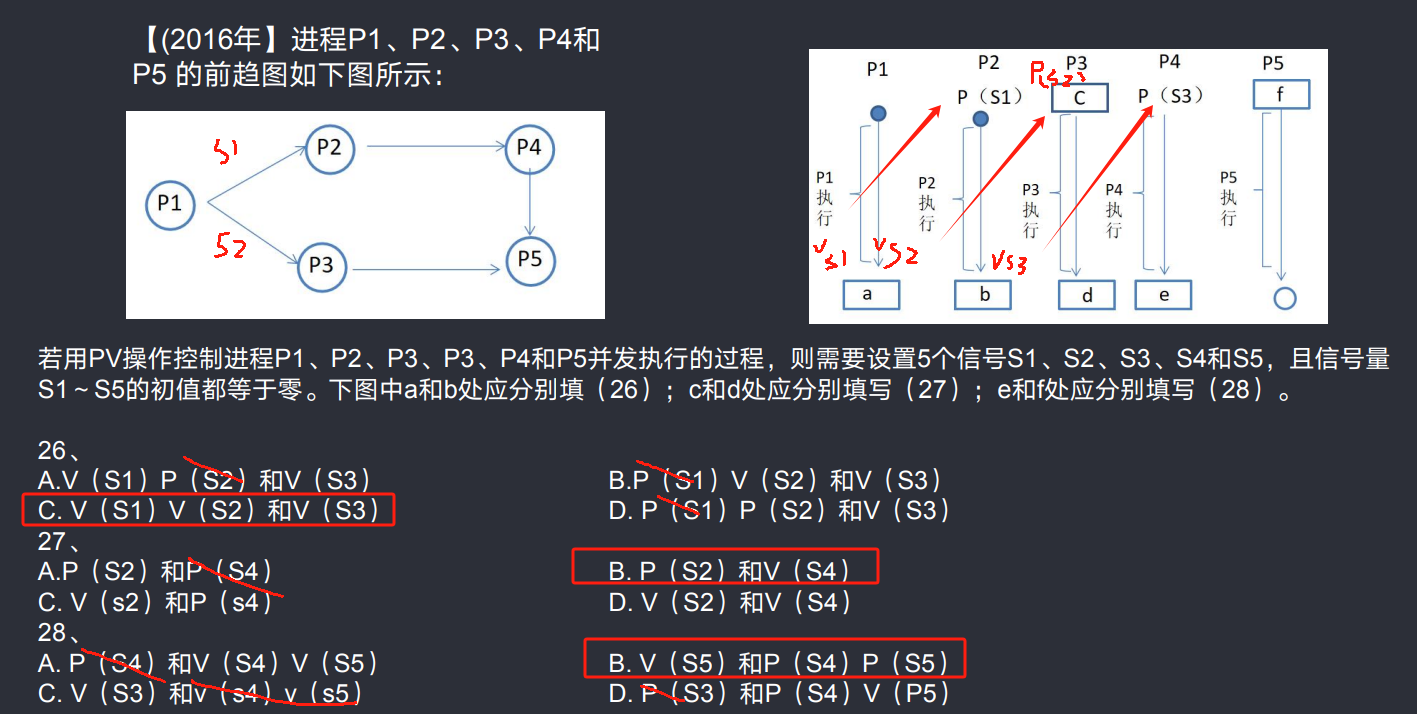 【(2016年】进程P1、P2、P3、P4和
P5 的前趋图如下图所示：
S1
P2
P4
P1
S2
P3
P5
P1
P2
P(S2)
P3
P4
P5
P（S1）
C
P（S3）
f
P1执行
P2执行
P3执行
P4执行
P5执行
VS1
VS2
VS3
a
b
d
e
若用PV操作控制进程P1、P2、P3、P3、P4和P5并发执行的过程，则需要设置5个信号S1、S2、S3、S4和S5，且信号量
S1～S5的初值都等于零。下图中a和b处应分别填（26）；c和d处应分别填写（27）；e和f处应分别填写（28）。
26、
A.V（S1）P（S2）和V（S3）
B.P（S1）V（S2）和V（S3）
C. V（S1）V（S2）和V（S3）
D. P（S1）P（S2）和V（S3）
27、
A.P（S2）和P（S4）
B. P（S2）和V（S4）
C. V（s2）和P（s4）
D. V（S2）和V（S4）
28、
A. P（S4）和V（S4）V（S5）
B. V（S5）和P（S4）P（S5）
C. V（S3）和v（s4）v（s5）
D. P（S3）和P（S4）V（P5）